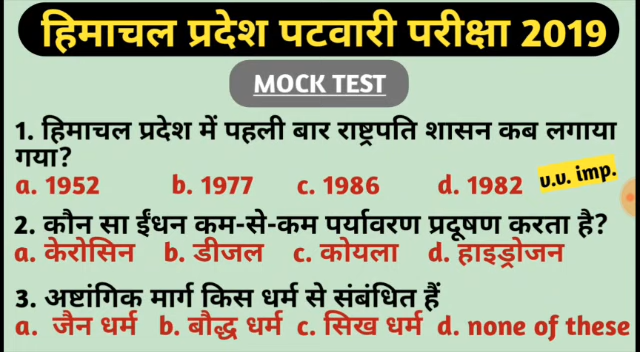 हिमाचल प्रदेश पटवारी परीक्षा 2019
MOCK TEST
1. हिमाचल प्रदेश में पहली बार राष्ट्रपति शासन कब लगाया
गया?
a. 1952 b. 1977 c. 1986 d. 1982 v.v. imp.
2. कौन सा ईंधन कम-से-कम पर्यावरण प्रदूषण करता है?
a. केरोसिन b. डीजल c. कोयला d. हाइड्रोजन
3. अष्टांगिक मार्ग किस धर्म से संबंधित हैं
a. जैन धर्म b. बौद्ध धर्म c. सिख धर्म d. none of these